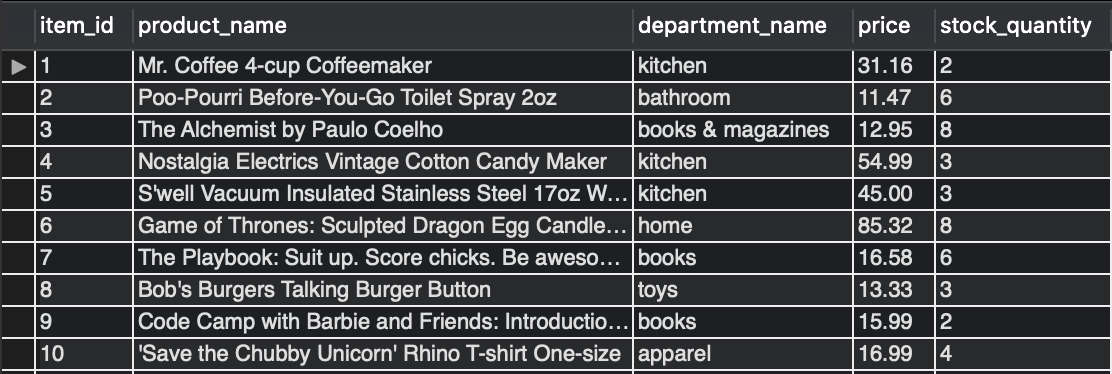 item_id product_name department_name price stock_quantity
1 Mr. Coffee 4-cup Coffeemaker kitchen 31.16 2
2 Poo-Pourri Before-You-Go Toilet Spray 2oz bathroom 11.47 6
3 The Alchemist by Paulo Coelho books & magazines 12.95 8
4 Nostalgia Electrics Vintage Cotton Candy Maker kitchen 54.99 3
5 S'well Vacuum Insulated Stainless Steel 17oz W... kitchen 45.00 3
6 Game of Thrones: Sculpted Dragon Egg Candle... home 85.32 8
7 The Playbook: Suit up. Score chicks. Be aweso... books 16.58 6
8 Bob's Burgers Talking Burger Button toys 13.33 3
9 Code Camp with Barbie and Friends: Introductio... books 15.99 2
10 'Save the Chubby Unicorn' Rhino T-shirt One-size apparel 16.99 4